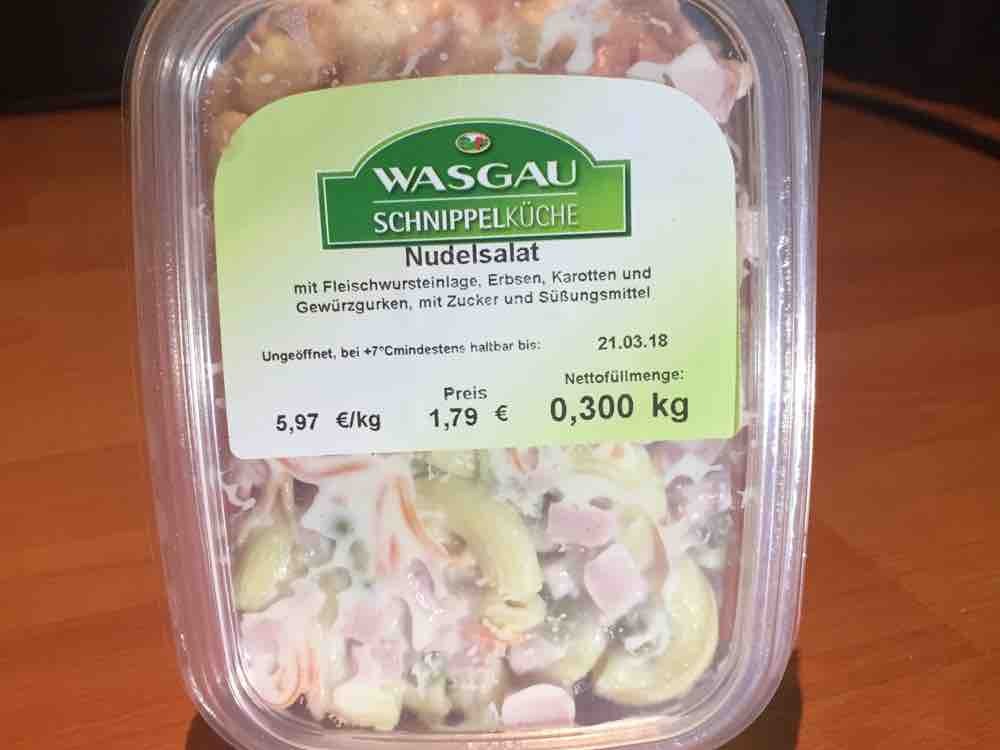 WASGAU
SCHNIPPELKÜCHE
Nudelsalat
mit Fleischwursteinlage, Erbsen, Karotten und
Gewürzgurken, mit Zucker und Süßungsmittel
Ungeöffnet, bei +7°Cmindestens haltbar bis: 21.03.18
5,97 €/kg
Preis
1,79 €
Nettofüllmenge:
0,300 kg